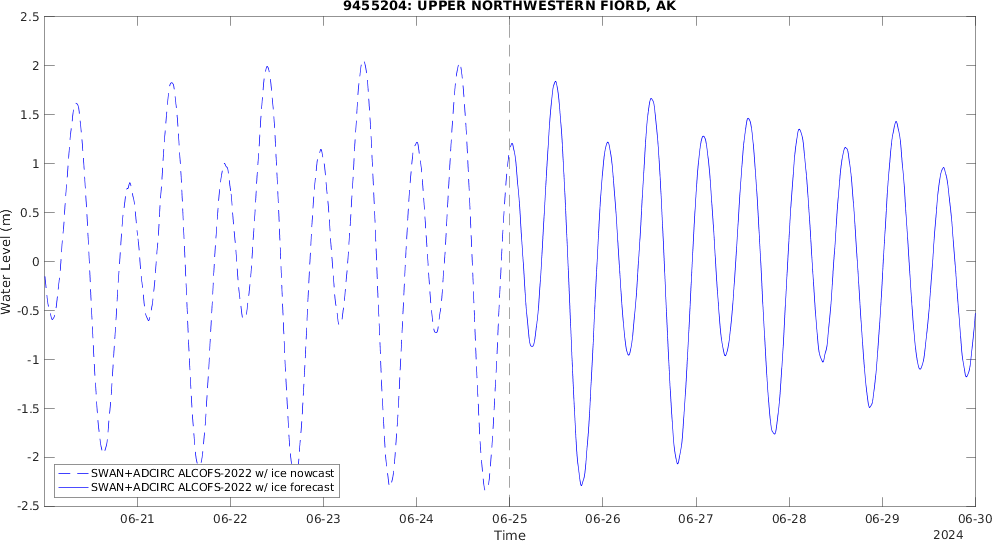 9455204: UPPER NORTHWESTERN FIORD, AK
2.5
2
1.5
1
0.5
0
-0.5
-1
-1.5
-2
-2.5
Water Level (m)
SWAN+ADCIRC ALCOFS-2022 w/ ice nowcast
SWAN+ADCIRC ALCOFS-2022 w/ ice forecast
06-21 06-22 06-23 06-24 06-25 06-26 06-27 06-28 06-29 06-30
Time
2024